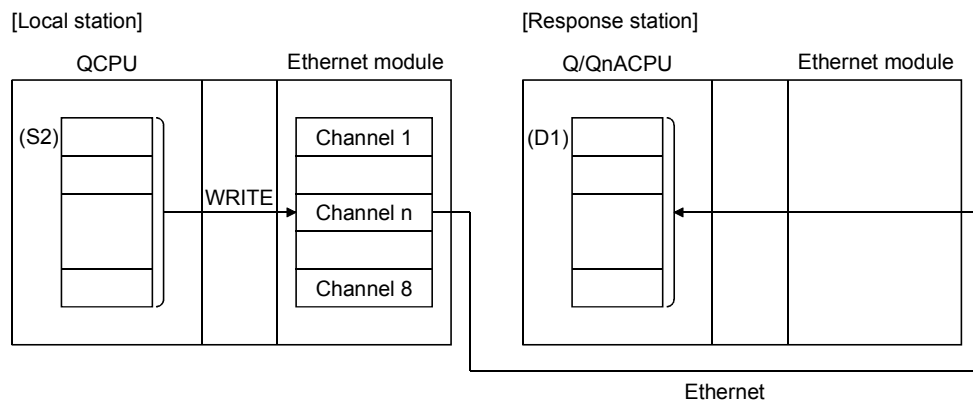 [Local station] [Response station]
QCPU Ethernet module Q/QnACPU Ethernet module
(S2) Channel 1 (D1)
WRITE Channel n
Channel 8
Ethernet